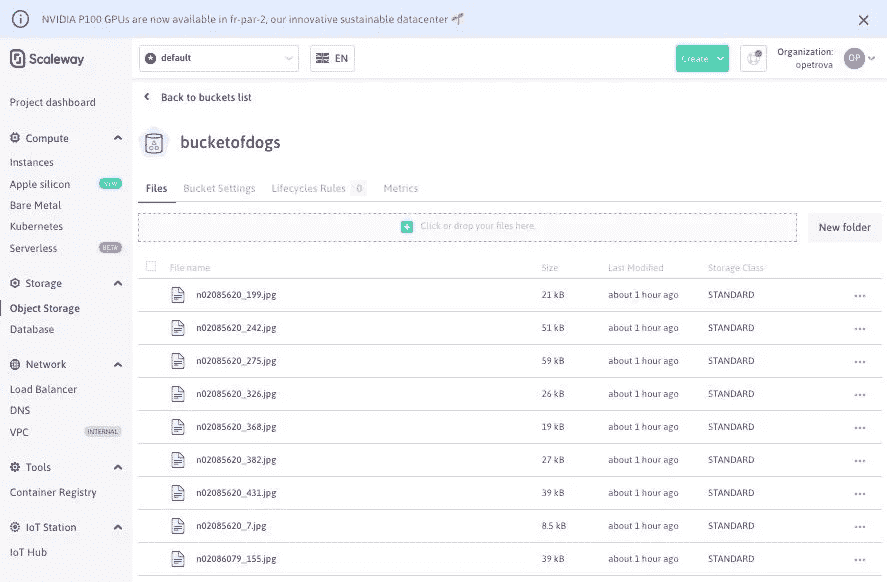 NVIDIA P100 GPUs are now available in fr-par-2, our innovative sustainable datacenter
Scaleway
default
EN
Create
Organization:
opetrova
OP
Project dashboard
Compute
Instances
Apple silicon NEW
Bare Metal
Kubernetes
Serverless BETA
Storage
Object Storage
Database
Network
Load Balancer
DNS
VPC INTERNAL
Tools
Container Registry
IoT Station
IoT Hub
Back to buckets list
bucketofdogs
Files Bucket Settings Lifecycles Rules 0 Metrics
Click or drop your files here.
New folder
File name Size Last Modified Storage Class
n02085620_199.jpg 21 kB about 1 hour ago STANDARD
n02085620_242.jpg 51 kB about 1 hour ago STANDARD
n02085620_275.jpg 59 kB about 1 hour ago STANDARD
n02085620_326.jpg 26 kB about 1 hour ago STANDARD
n02085620_368.jpg 19 kB about 1 hour ago STANDARD
n02085620_382.jpg 27 kB about 1 hour ago STANDARD
n02085620_431.jpg 39 kB about 1 hour ago STANDARD
n02085620_7.jpg 8.5 kB about 1 hour ago STANDARD
n02086079_155.jpg 39 kB about 1 hour ago STANDARD